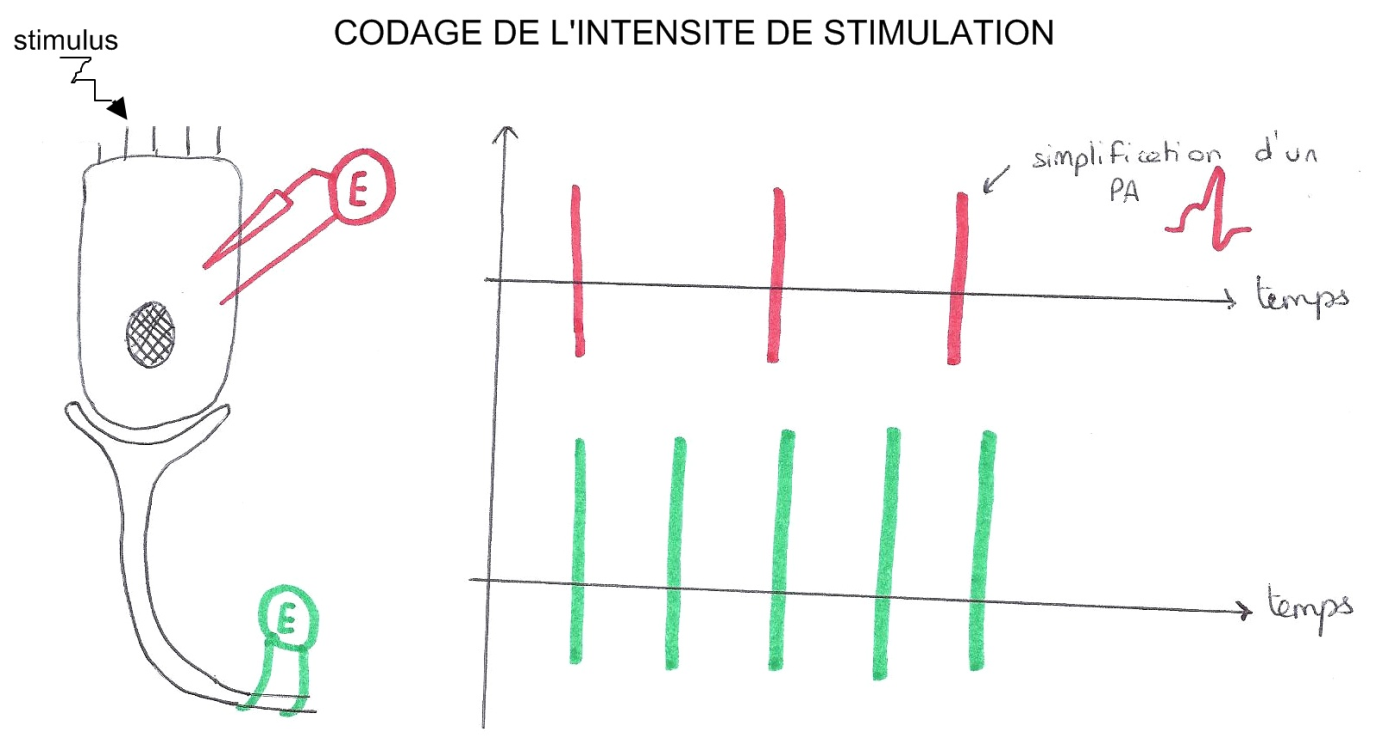 CODAGE DE L'INTENSITE DE STIMULATION
stimulus
E
simplification d'un
PA
temps
E
temps